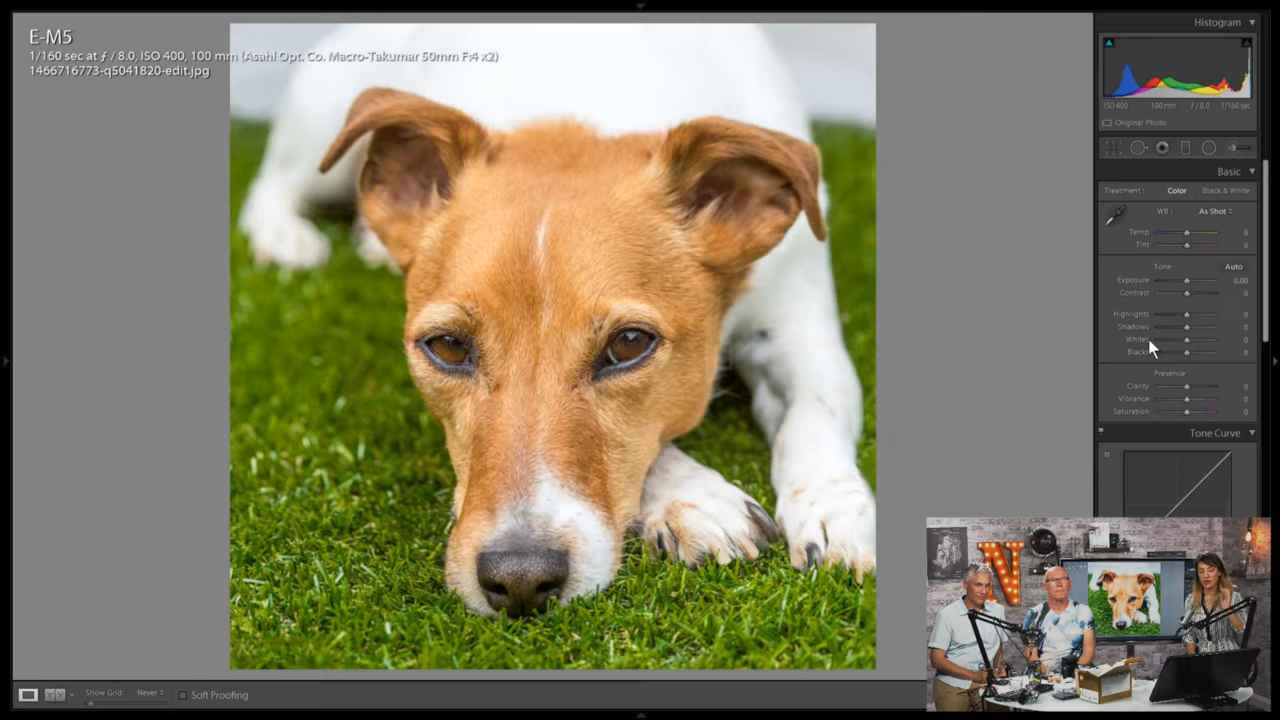 E-M5
1/160 sec at ƒ / 8.0, ISO 400, 100 mm (Asahi Opt. Co. Macro-Takumar 50mm F:4 x2)
1466716773-q5041820-edit.jpg
Histogram
ISO 400 100 mm ƒ / 8.0 1/160 sec
Original Photo
Basic
Treatment : Color Black & White
WB : As Shot
Temp 0
Tint 0
Tone Auto
Exposure 0.00
Contrast 0
Highlights 0
Shadows 0
Whites 0
Blacks 0
Presence
Clarity 0
Vibrance 0
Saturation 0
Tone Curve
N
YY Show Grid: Never Soft Proofing